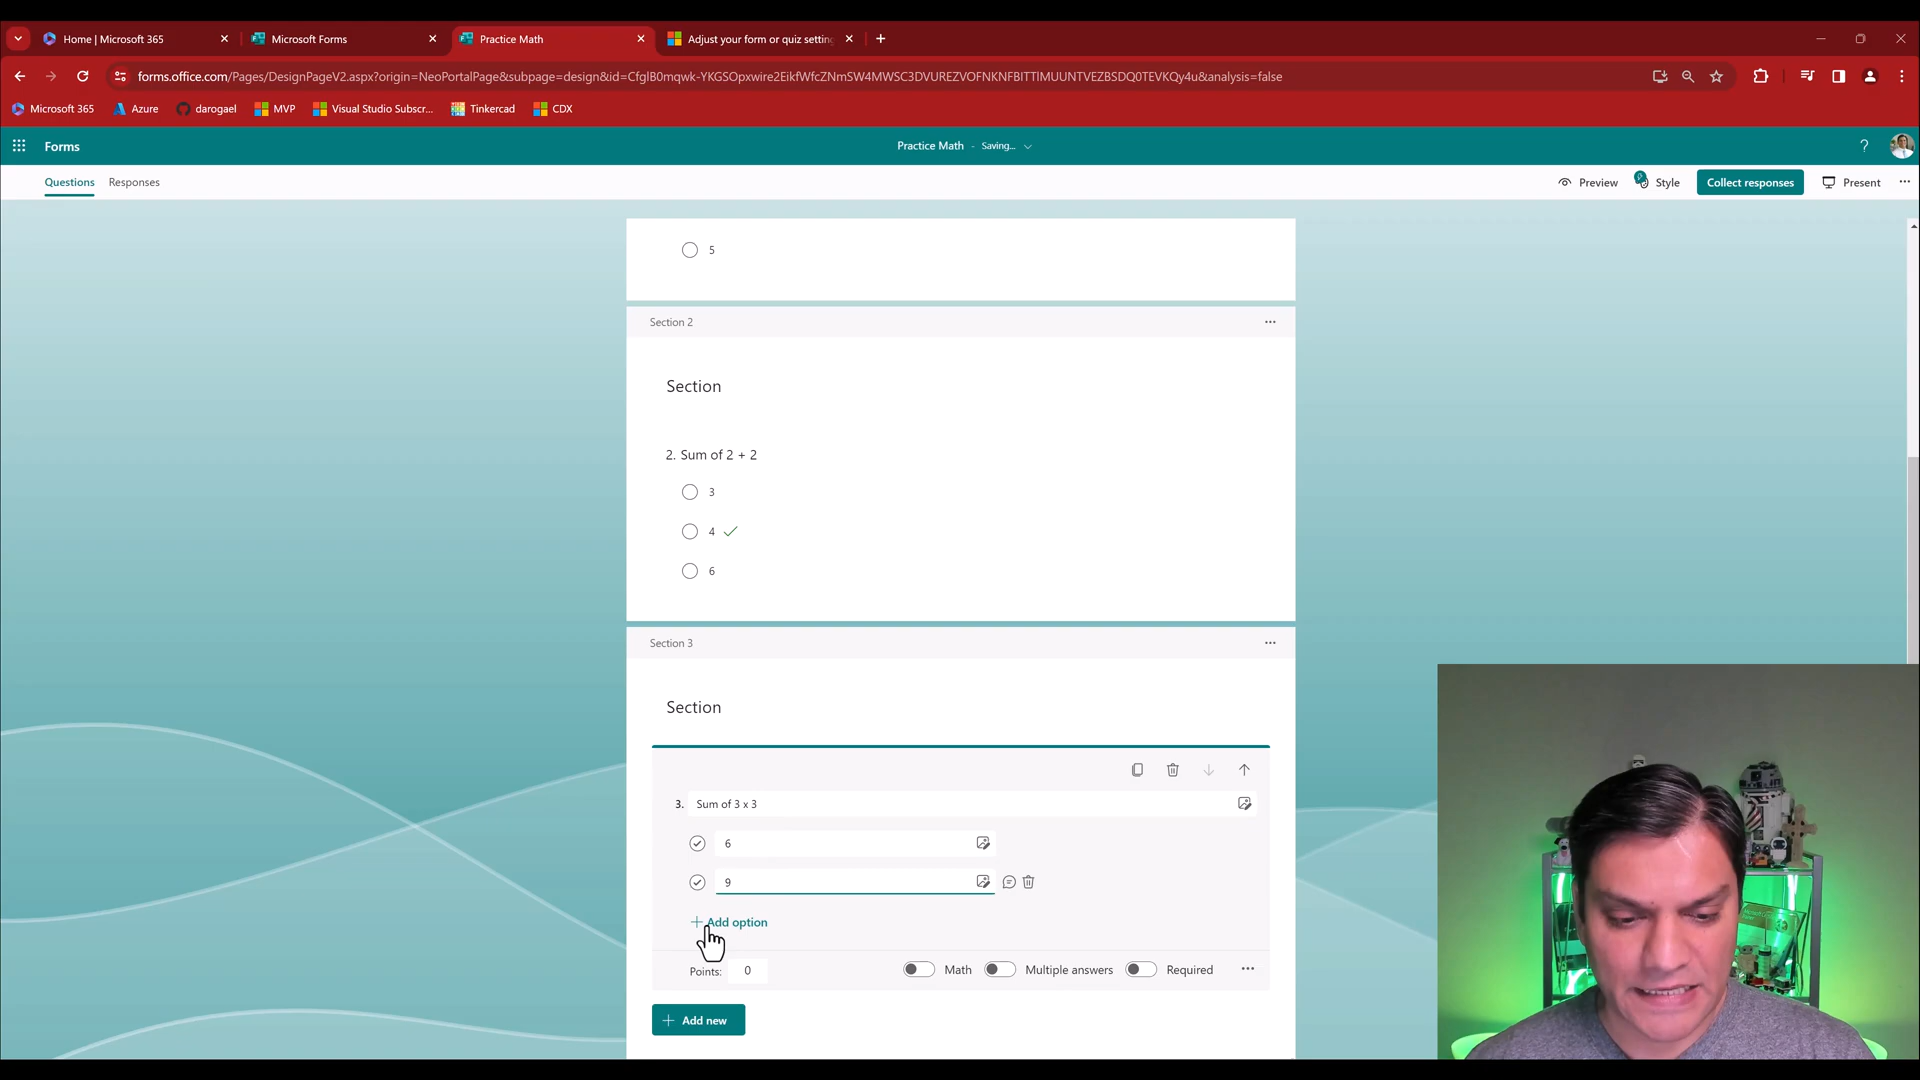 Home | Microsoft 365
Microsoft Forms
Practice Math
Adjust your form or quiz settin
forms.office.com/Pages/DesignPageV2.aspx?origin=NeoPortalPage&subpage=design&id=CfglB0mqwk-YKGSOpxwire2EikfWfcZNmSW4MWSC3DVUREZVOFNKNFBITTlMUUNTVEZBSDQ0TEVKQy4u&analysis=false
Microsoft 365
Azure
darogael
MVP
Visual Studio Subscr...
Tinkercad
CDX
Forms
Practice Math - Saving...
?
Questions
Responses
Preview
Style
Collect responses
Present
5
Section 2
Section
2. Sum of 2 + 2
3
4
6
Section 3
Section
3. Sum of 3 x 3
6
9
Add option
Points: 0
Math
Multiple answers
Required
Add new